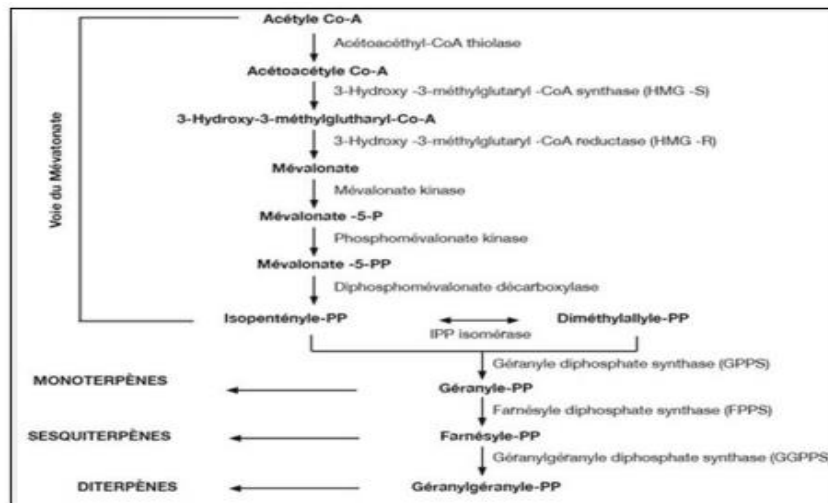 Acétyle Co-A
Acétoacéthyl-CoA thiolase
Acétoacétyle Co-A
3-Hydroxy -3-méthylglutaryl -CoA synthase (HMG -S)
3-Hydroxy-3-méthylglutharyl-Co-A
3-Hydroxy -3-méthylglutaryl -CoA reductase (HMG -R)
Mévalonate
Mévalonate kinase
Mévalonate -5-P
Phosphomévalonate kinase
Mévalonate -5-PP
Diphosphomévalonate décarboxylase
Voie du Mévatonate
Isopentényle-PP
Diméthylallyle-PP
IPP isomérase
Géranyle diphosphate synthase (GPPS)
MONOTERPÈNES
Géranyle-PP
Farnésyle diphosphate synthase (FPPS)
SESQUITERPÈNES
Farnésyle-PP
Géranylgéranyle diphosphate synthase (GGPPS)
DITERPÈNES
Géranylgéranyle-PP